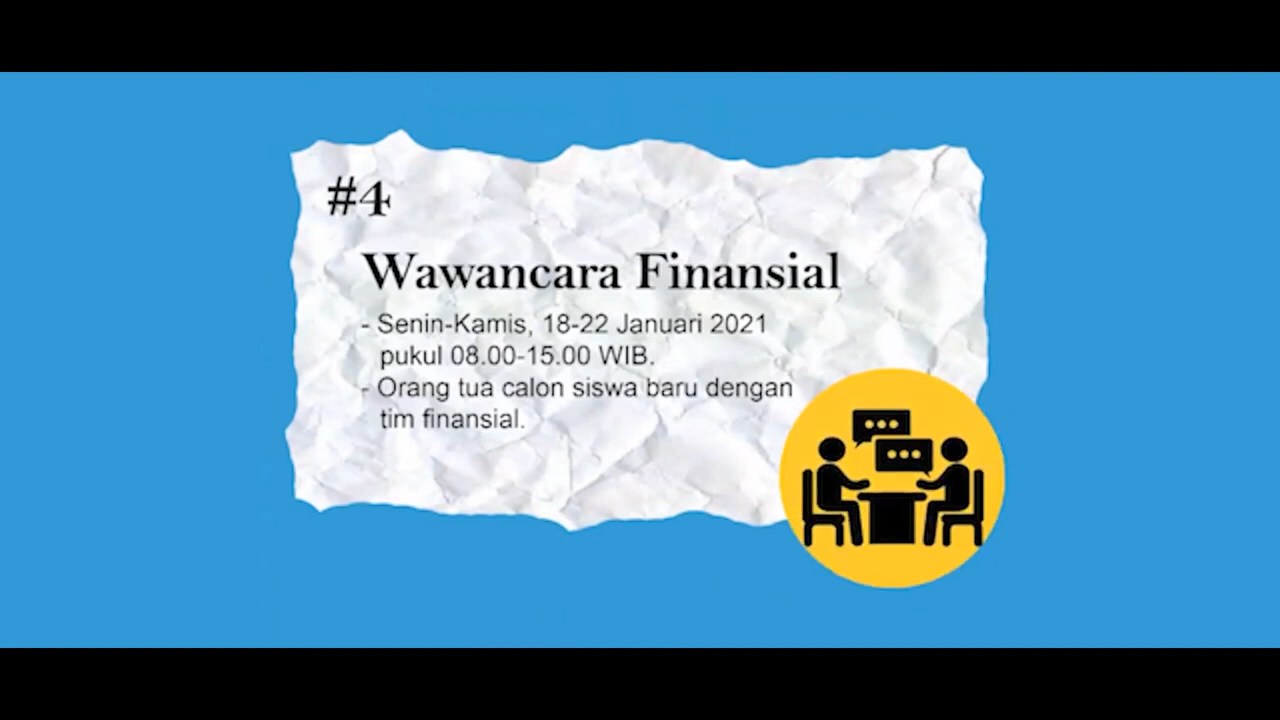 #4
Wawancara Finansial
- Senin-Kamis, 18-22 Januari 2021
pukul 08.00-15.00 WIB.
- Orang tua calon siswa baru dengan
tim finansial.